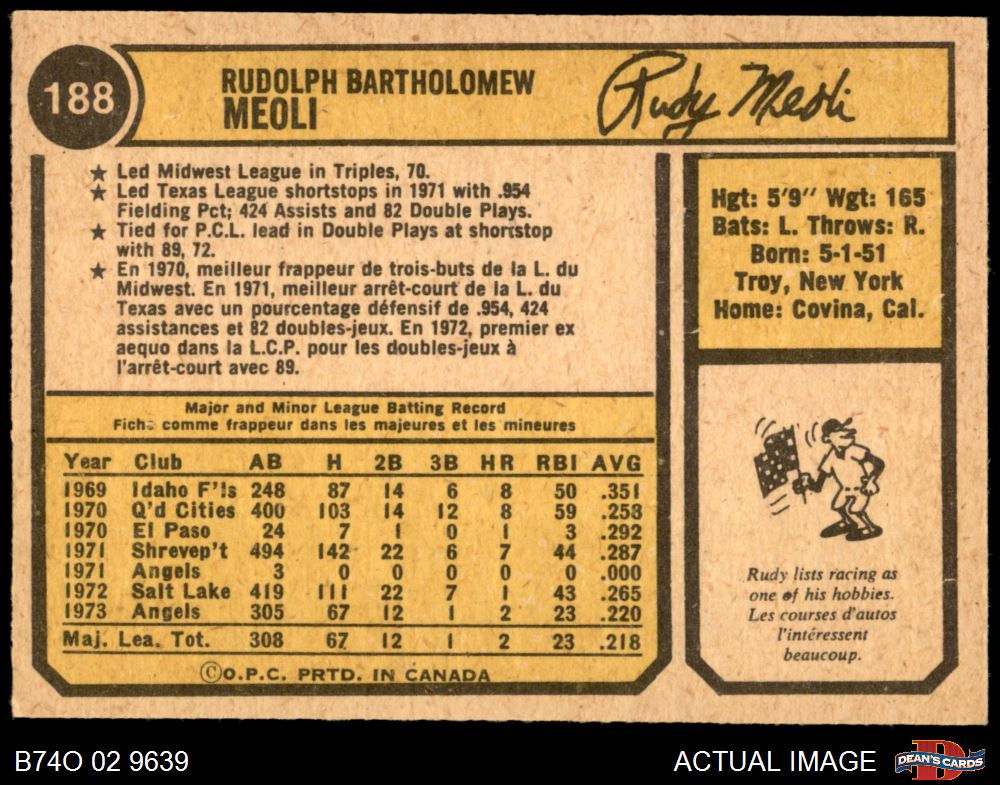 188
RUDOLPH BARTHOLOMEW
MEOLI
Rudy Meoli
★ Led Midwest League in Triples, 70.
★ Led Texas League shortstops in 1971 with .954
Fielding Pct; 424 Assists and 82 Double Plays.
★ Tied for P.C.L. lead in Double Plays at shortstop
with 89, 72.
★ En 1970, meilleur frappeur de trois-buts de la L. du
Midwest. En 1971, meilleur arrêt-court de la L. du
Texas avec un pourcentage défensif de .954, 424
assistances et 82 doubles-jeux. En 1972, premier ex
aequo dans la L.C.P. pour les doubles-jeux à
l'arrêt-court avec 89.
Hgt: 5'9" Wgt: 165
Bats: L. Throws: R.
Born: 5-1-51
Troy, New York
Home: Covina, Cal.
Major and Minor League Batting Record
Fiche comme frappeur dans les majeures et les mineures
Year Club AB H 2B 3B HR RBI AVG
1969 Idaho F'ls 248 87 14 6 8 50 .351
1970 Q'd Cities 400 103 14 12 8 59 .258
1970 El Paso 24 7 1 0 1 3 .292
1971 Shrevep't 494 142 22 6 7 44 .287
1971 Angels 3 0 0 0 0 0 .000
1972 Salt Lake 419 111 22 7 1 43 .265
1973 Angels 305 67 12 1 2 23 .220
Maj. Lea. Tot. 308 67 12 1 2 23 .218
©O.P.C. PRTD. IN CANADA
Rudy lists racing as
one of his hobbies.
Les courses d'autos
l'intéressent
beaucoup.
B74O 02 9639
ACTUAL IMAGE
DEAN'S CARDS